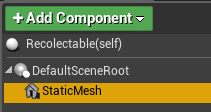 + Add Component
Recolectable(self)
DefaultSceneRoot
StaticMesh